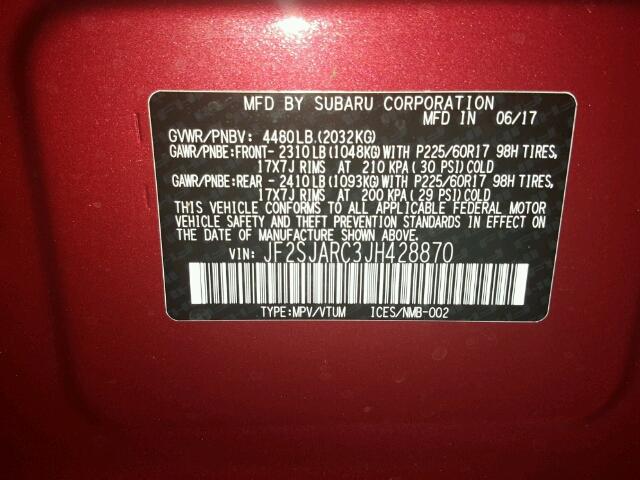 MFD BY SUBARU CORPORATION
MFD IN 06/17
GVWR/PNBV: 4480LB.(2032KG)
GAWR/PNBE:FRONT- 2310LB(1048KG)WITH P225/60R17 98H TIRES,
17X7J RIMS AT 210 KPA( 30 PSI)COLD
GAWR/PNBE:REAR - 2410LB(1093KG)WITH P225/60R17 98H TIRES,
17X7J RIMS AT 200 KPA( 29 PSI)COLD
THIS VEHICLE CONFORMS TO ALL APPLICABLE FEDERAL MOTOR
VEHICLE SAFETY AND THEFT PREVENTION STANDARDS IN EFFECT ON
THE DATE OF MANUFACTURE SHOWN ABOVE.
VIN: JF2SJARC3JH428870
TYPE:MPV/VTUM ICES/NMB-002